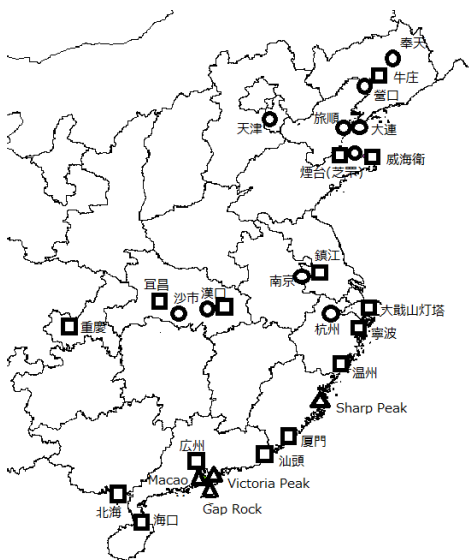 奉天
牛庄
営口
旅順
大連
天津
煙台(芝罘)
威海衛
鎮江
南京
宜昌
沙市
漢口
大戢山灯塔
杭州
寧波
重慶
温州
Sharp Peak
厦門
汕頭
広州
Macao
Victoria Peak
Gap Rock
北海
海口